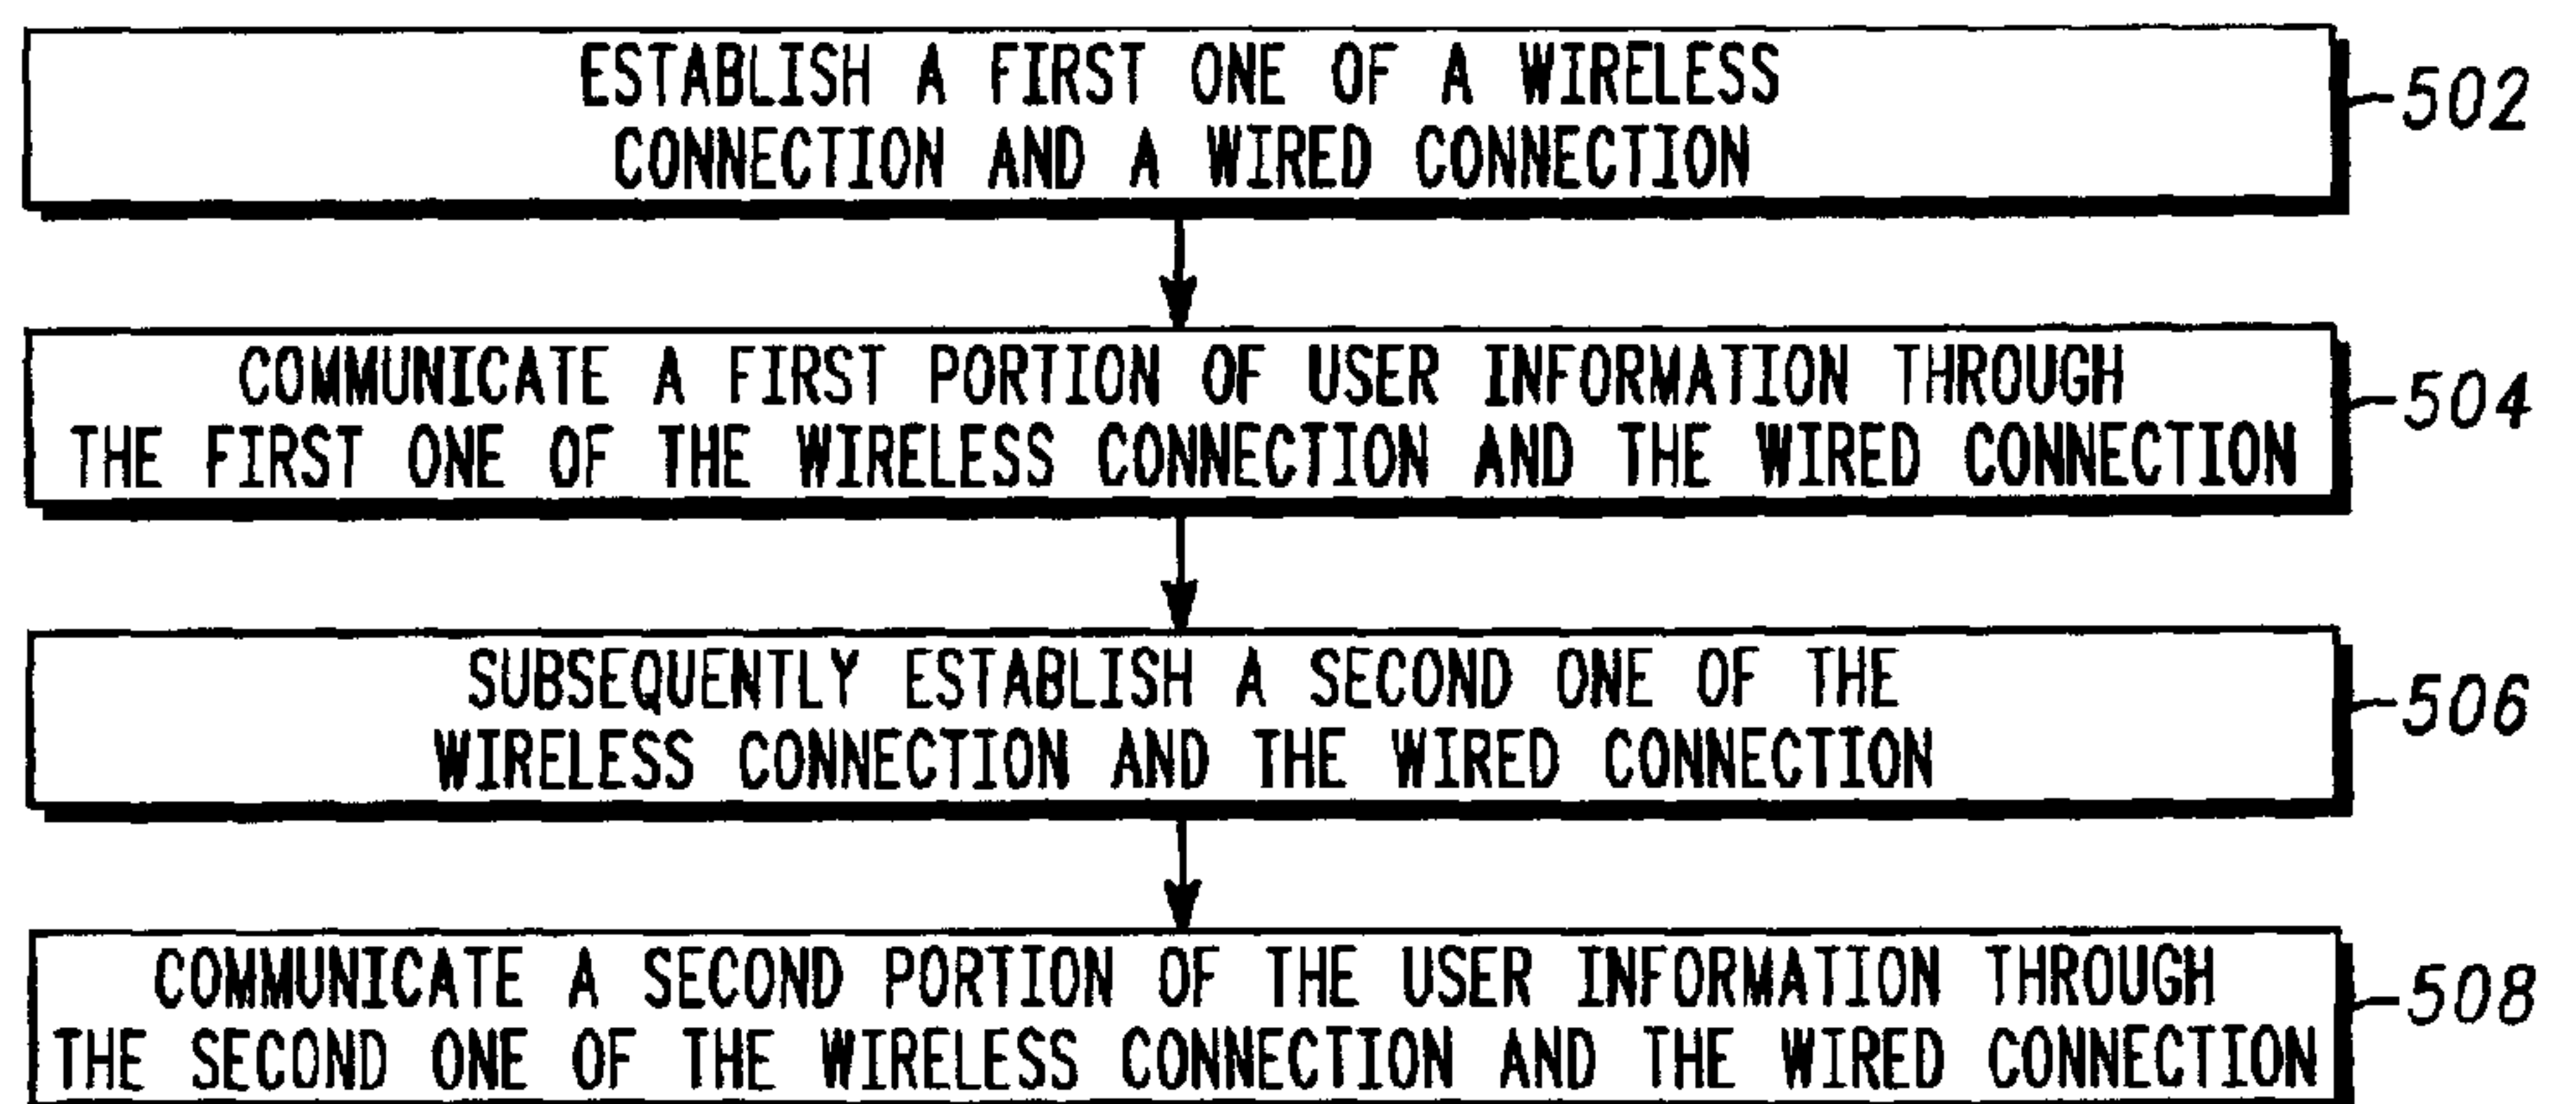 ESTABLISH A FIRST ONE OF A WIRELESS
CONNECTION AND A WIRED CONNECTION
502
COMMUNICATE A FIRST PORTION OF USER INFORMATION THROUGH
THE FIRST ONE OF THE WIRELESS CONNECTION AND THE WIRED CONNECTION
504
SUBSEQUENTLY ESTABLISH A SECOND ONE OF THE
WIRELESS CONNECTION AND THE WIRED CONNECTION
506
COMMUNICATE A SECOND PORTION OF THE USER INFORMATION THROUGH
THE SECOND ONE OF THE WIRELESS CONNECTION AND THE WIRED CONNECTION
508